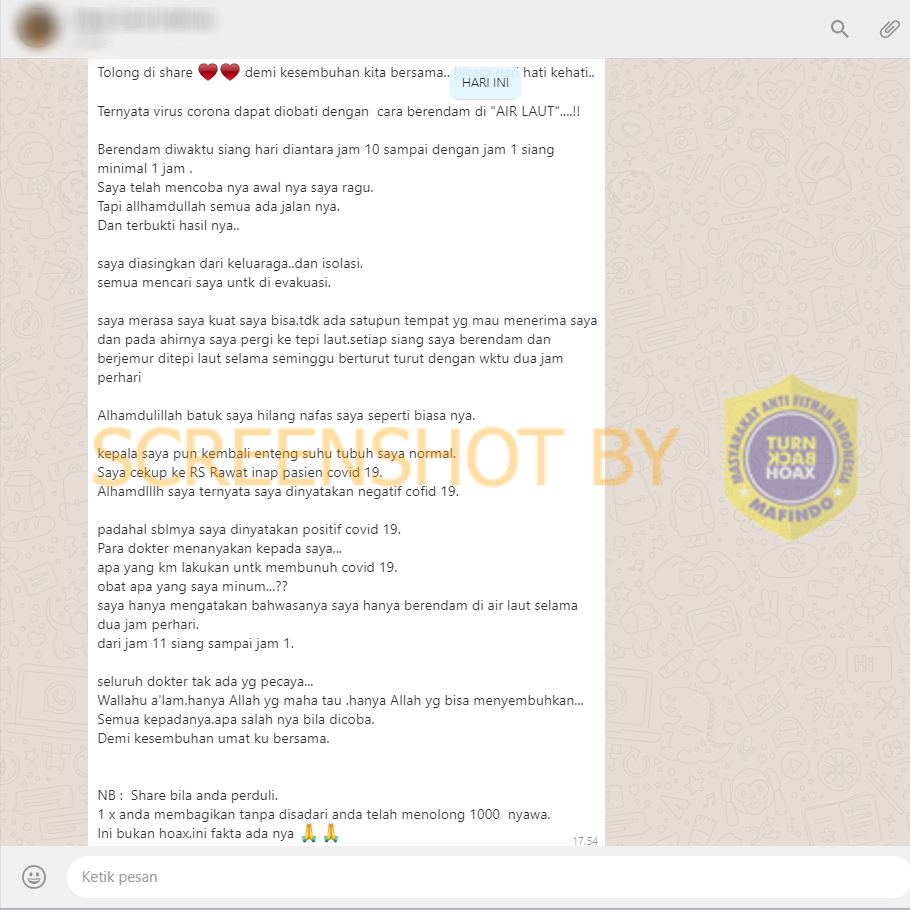 Tolong di share ❤❤ demi kesembuhan kita bersama.. bicara dari hati kehati..
HARI INI
Ternyata virus corona dapat diobati dengan  cara berendam di "AIR LAUT"....!!
Berendam diwaktu siang hari diantara jam 10 sampai dengan jam 1 siang
minimal 1 jam .
Saya telah mencoba nya awal nya saya ragu.
Tapi allhamdullah semua ada jalan nya.
Dan terbukti hasil nya..
saya diasingkan dari keluaraga..dan isolasi.
semua mencari saya untk di evakuasi.
saya merasa saya kuat saya bisa.tdk ada satupun tempat yg mau menerima saya
dan pada ahirnya saya pergi ke tepi laut.setiap siang saya berendam dan
berjemur ditepi laut selama seminggu berturut turut dengan wktu dua jam
perhari
Alhamdulillah batuk saya hilang nafas saya seperti biasa nya.
kepala saya pun kembali enteng suhu tubuh saya normal.
Saya cekup ke RS Rawat inap pasien covid 19.
Alhamdlllh saya ternyata saya dinyatakan negatif cofid 19.
SCREENSHOT BY
MASYARAKAT ANTI FITNAH INDONESIA
TURN
BACK
HOAX
MAFINDO
padahal sblmya saya dinyatakan positif covid 19.
Para dokter menanyakan kepada saya,..
apa yang km lakukan untk membunuh covid 19.
obat apa yang saya minum...??
saya hanya mengatakan bahwasanya saya hanya berendam di air laut selama
dua jam perhari.
dari jam 11 siang sampai jam 1.
seluruh dokter tak ada yg pecaya...
Wallahu a'lam.hanya Allah yg maha tau .hanya Allah yg bisa menyembuhkan...
Semua kepadanya.apa salah nya bila dicoba.
Demi kesembuhan umat ku bersama.
NB :  Share bila anda perduli.
1 x anda membagikan tanpa disadari anda telah menolong 1000  nyawa.
Ini bukan hoax.ini fakta ada nya 🙏 🙏
17.54
Ketik pesan